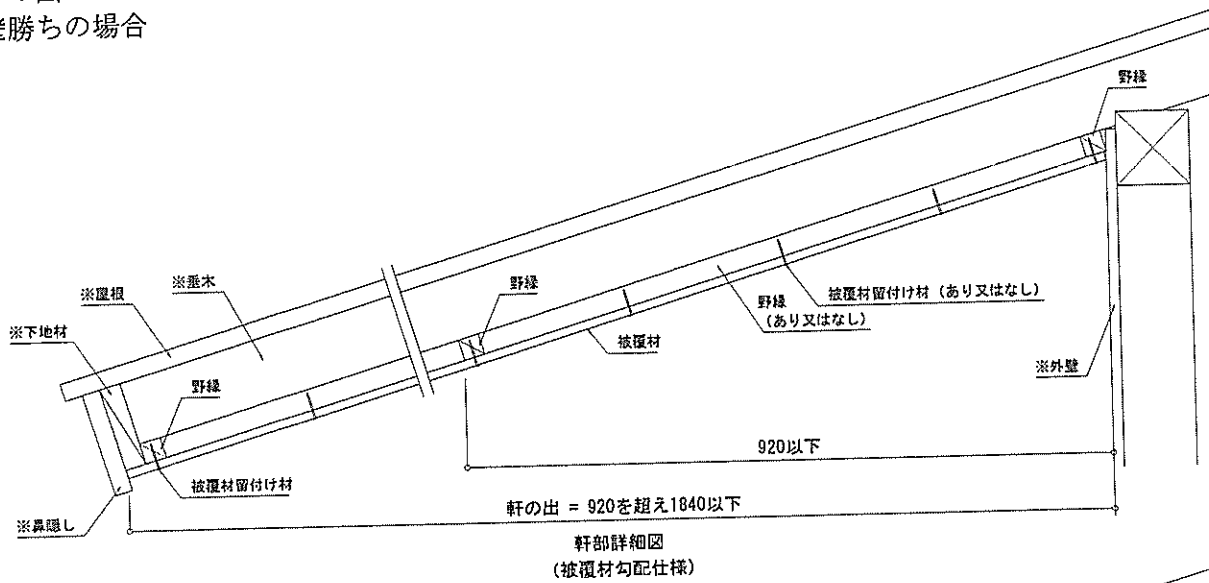 勝ちの場合
野縁
※屋根
※垂木
野縁
被覆材留付け材(あり又はなし)
野縁
(あり又はなし)
※下地材
被覆材
※外壁
野縁
920以下
被覆材留付け材
軒の出 = 920を超え1840以下
※鼻隠し
軒部詳細図
(被覆材勾配仕様)